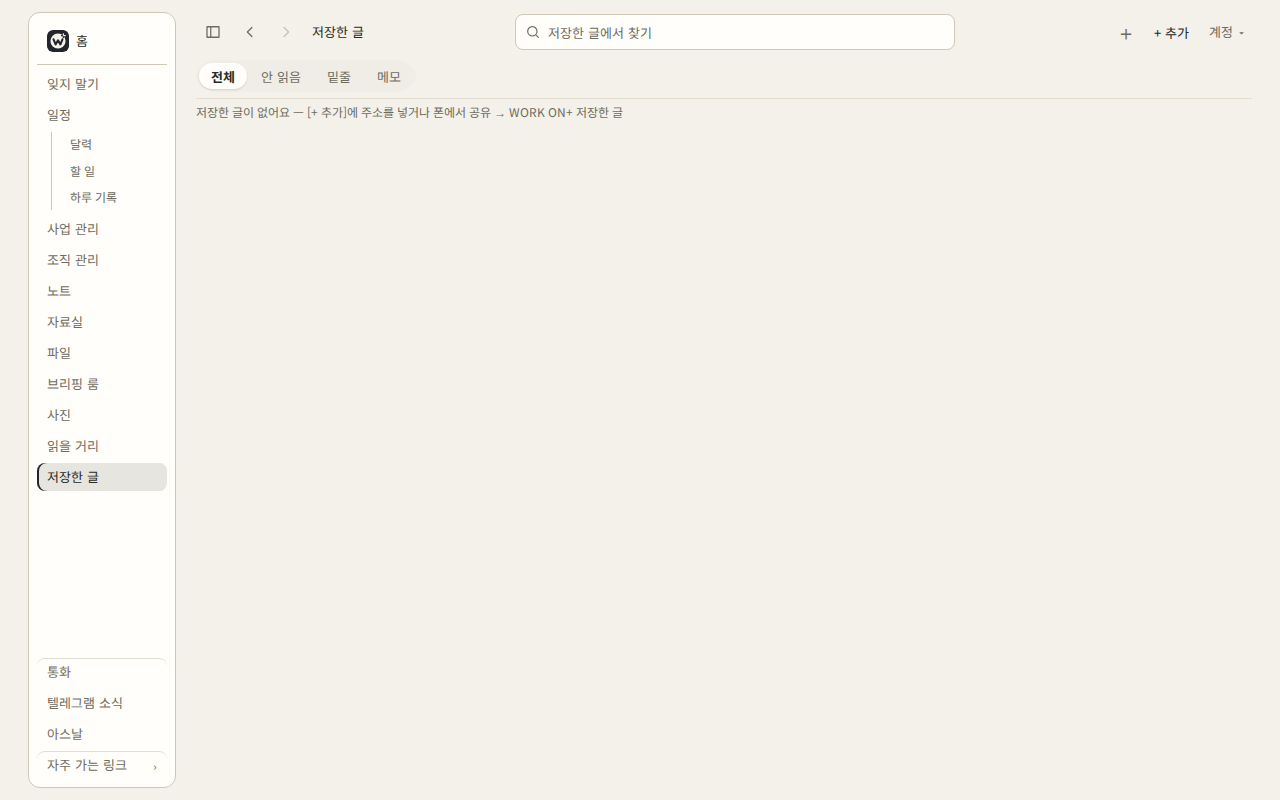 홈
잊지 말기
일정
달력
할 일
하루 기록
사업 관리
조직 관리
노트
자료실
파일
브리핑 룸
사진
읽을 거리
저장한 글
통화
텔레그램 소식
아스날
자주 가는 링크 ›
저장한 글
저장한 글에서 찾기
+ + 추가 계정
전체 안 읽음 밑줄 메모
저장한 글이 없어요 — [+ 추가]에 주소를 넣거나 폰에서 공유 → WORK ON+ 저장한 글